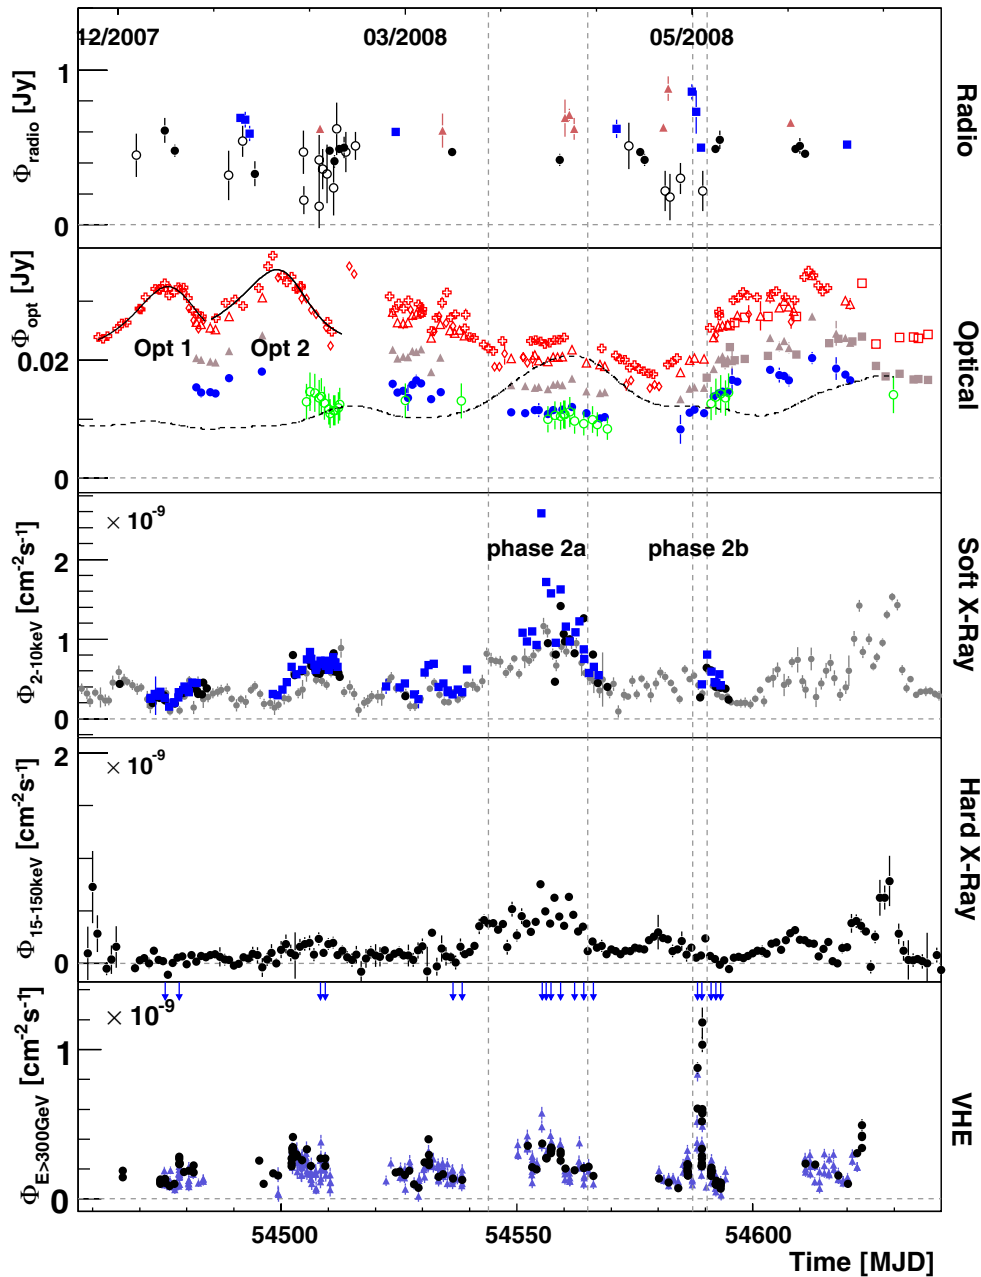 12/2007 03/2008 05/2008
1
0
Φradio [Jy]
Radio
Opt 1 Opt 2
0.02
0
Φopt [Jy]
Optical
× 10-9
phase 2a phase 2b
2
1
0
Φ2-10keV [cm-2s-1]
Soft X-Ray
× 10-9
2
0
Φ15-150keV [cm-2s-1]
Hard X-Ray
× 10-9
1
0
ΦE>300GeV [cm-2s-1]
VHE
54500 54550 54600
Time [MJD]